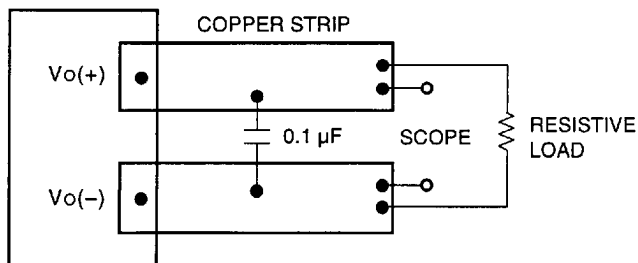 COPPER STRIP
Vo(+)
0.1 µF
SCOPE
RESISTIVE
LOAD
Vo(−)